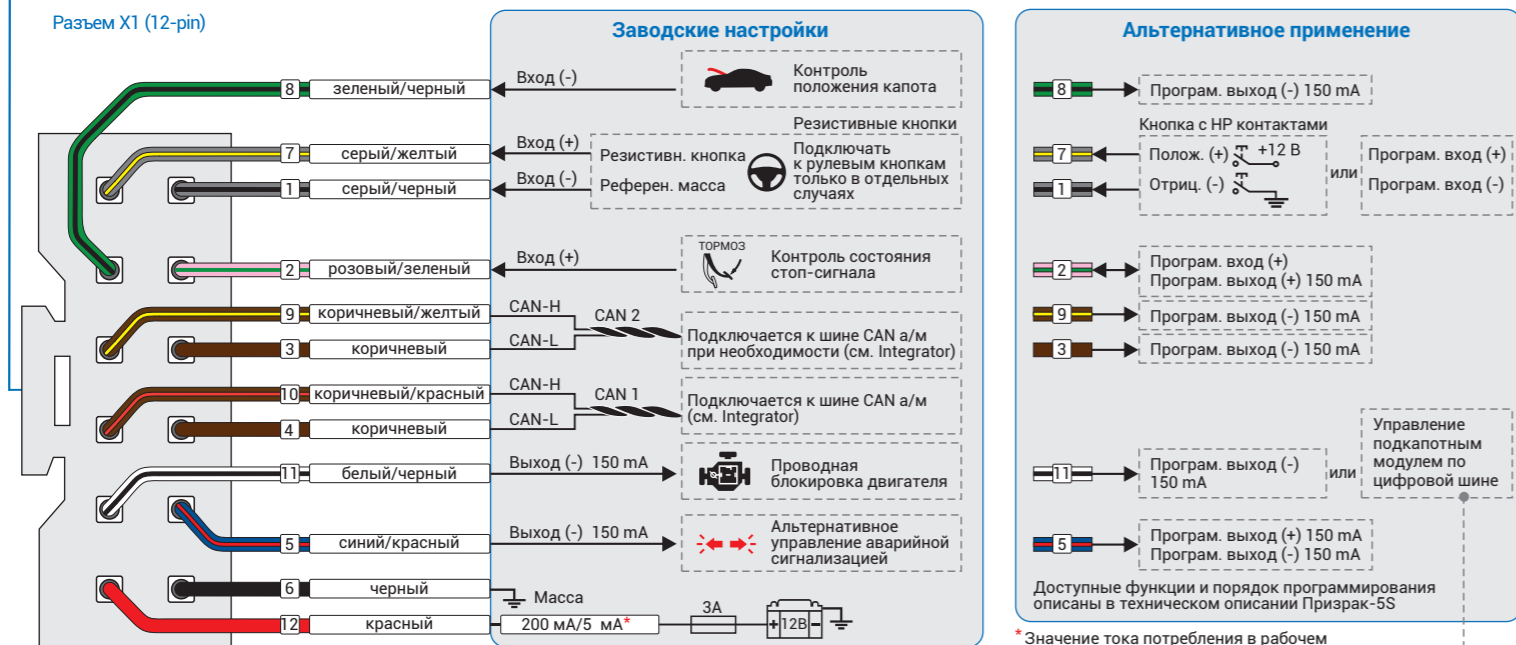 Разъем X1 (12-pin)
Заводские настройки
8 зеленый/черный Вход (-)
Контроль
положения капота
7 серый/желтый Вход (+)
1 серый/черный Вход (-)
Резистивные кнопки
Резистивн. кнопка
Референ. масса
Подключать
к рулевым кнопкам
только в отдельных
случаях
2 розовый/зеленый Вход (+)
ТОРМОЗ
Контроль состояния
стоп-сигнала
9 коричневый/желтый CAN-H
3 коричневый CAN-L
CAN 2
Подключается к шине CAN а/м
при необходимости (см. Integrator)
10 коричневый/красный CAN-H
4 коричневый CAN-L
CAN 1
Подключается к шине CAN а/м
(см. Integrator)
11 белый/черный Выход (-) 150 mA
Проводная
блокировка двигателя
5 синий/красный Выход (-) 150 mA
Альтернативное
управление аварийной
сигнализацией
6 черный Масса
12 красный 200 мА/5 мА* 3А + 12В -
Альтернативное применение
8 Програм. выход (-) 150 mA
Кнопка с НР контактами
7 Полож. (+) +12 В
1 Отриц. (-)
или
Програм. вход (+)
Програм. вход (-)
2 Програм. вход (+)
Програм. выход (+) 150 mA
9 Програм. выход (-) 150 mA
3 Програм. выход (-) 150 mA
11 Програм. выход (-)
150 mA
или
Управление
подкапотным
модулем по
цифровой шине
5 Програм. выход (+) 150 mA
Програм. выход (-) 150 mA
Доступные функции и порядок программирования
описаны в техническом описании Призрак-5S
*Значение тока потребления в рабочем